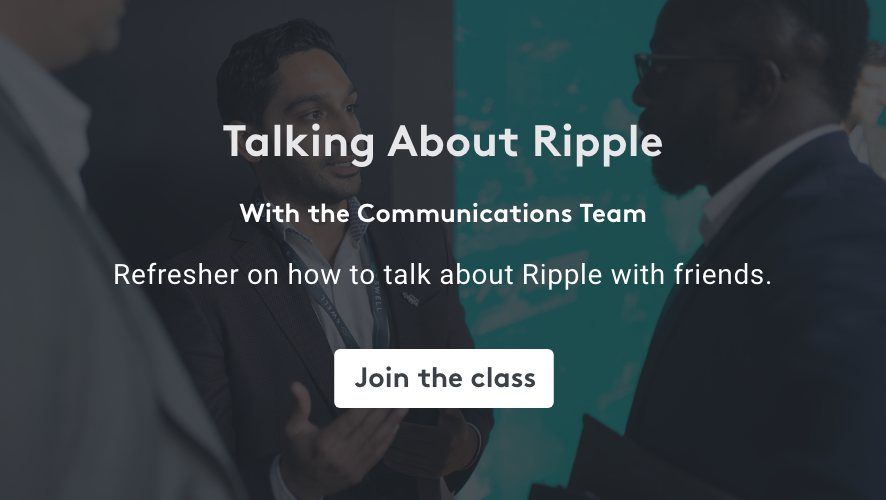 Talking About Ripple
With the Communications Team
Refresher on how to talk about Ripple with friends.
Join the class